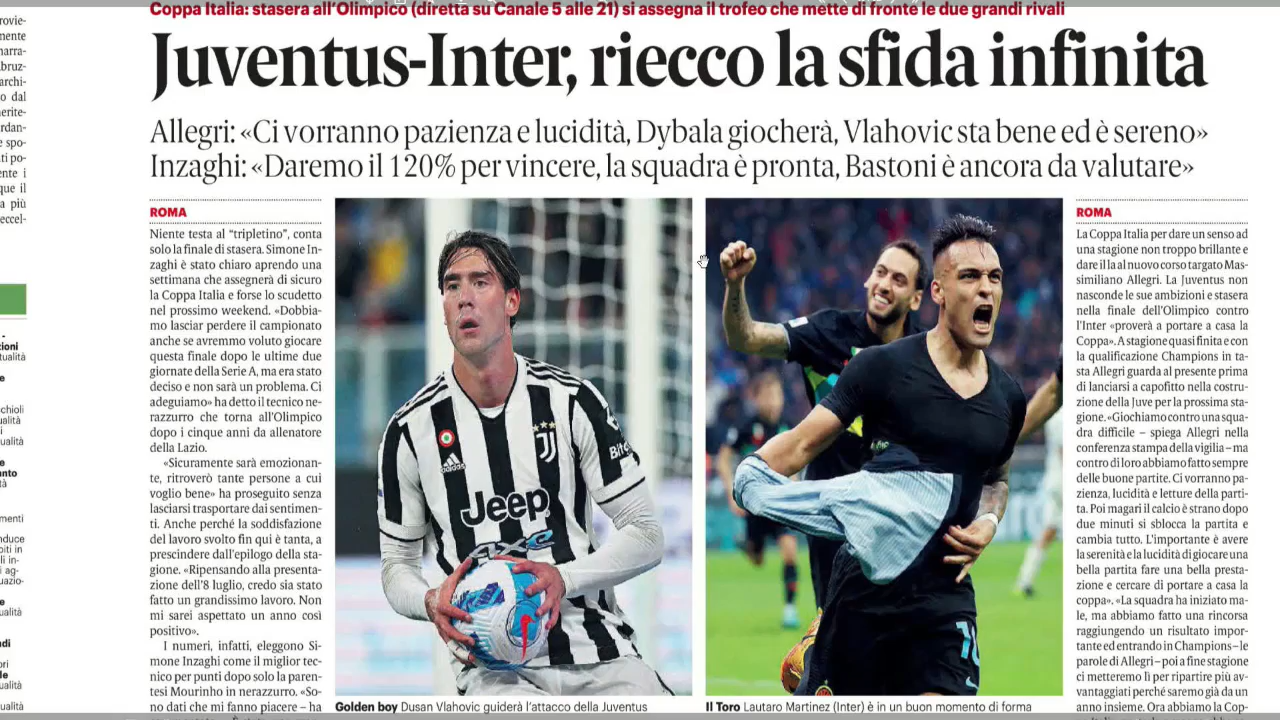 Coppa Italia: stasera all'Olimpico (diretta su Canale 5 alle 21) si assegna il trofeo che mette di fronte le due grandi rivali
Juventus-Inter, riecco la sfida infinita
Allegri: «Ci vorranno pazienza e lucidità, Dybala giocherà, Vlahovic sta bene ed è sereno»
Inzaghi: «Daremo il 120% per vincere, la squadra è pronta, Bastoni è ancora da valutare»
ROMA
Niente testa al “tripletino”, conta
solo la finale di stasera. Simone In-
zaghi è stato chiaro aprendo una
settimana che assegnerà di sicuro
la Coppa Italia e forse lo scudetto
nel prossimo weekend. «Dobbia-
mo lasciar perdere il campionato
anche se avremmo voluto giocare
questa finale dopo le ultime due
giornate della Serie A, ma era stato
deciso e non sarà un problema. Ci
adeguiamo» ha detto il tecnico ne-
razzurro che torna all'Olimpico
dopo i cinque anni da allenatore
della Lazio.
«Sicuramente sarà emozionan-
te, ritroverò tante persone a cui
voglio bene» ha proseguito senza
lasciarsi trasportare dai sentimen-
ti. Anche perché la soddisfazione
del lavoro svolto fin qui è tanta, a
prescindere dall'epilogo della sta-
gione. «Ripensando alla presenta-
zione dell'8 luglio, credo sia stato
fatto un grandissimo lavoro. Non
mi sarei aspettato un anno così
positivo».
I numeri, infatti, eleggono Si-
mone Inzaghi come il miglior tec-
nico per punti dopo solo la paren-
tesi Mourinho in nerazzurro. «So-
no dati che mi fanno piacere – ha
adidas
Jeep
4xe
Bit
10
Golden boy Dusan Vlahovic guiderà l'attacco della Juventus
Il Toro Lautaro Martinez (Inter) è in un buon momento di forma
ROMA
La Coppa Italia per dare un senso ad
una stagione non troppo brillante e
dare il la al nuovo corso targato Mas-
similiano Allegri. La Juventus non
nasconde le sue ambizioni e stasera
nella finale dell'Olimpico contro
l'Inter «proverà a portare a casa la
Coppa». A stagione quasi finita e con
la qualificazione Champions in ta-
sta Allegri guarda al presente prima
di lanciarsi a capofitto nella costru-
zione della Juve per la prossima sta-
gione. «Giochiamo contro una squa-
dra difficile – spiega Allegri nella
conferenza stampa della vigilia – ma
contro di loro abbiamo fatto sempre
delle buone partite. Ci vorranno pa-
zienza, lucidità e letture della parti-
ta. Poi magari il calcio è strano dopo
due minuti si sblocca la partita e
cambia tutto. L'importante è avere
la serenità e la lucidità di giocare una
bella partita fare una bella presta-
zione e cercare di portare a casa la
coppa». «La squadra ha iniziato ma-
le, ma abbiamo fatto una rincorsa
raggiungendo un risultato impor-
tante ed entrando in Champions – le
parole di Allegri – poi a fine stagione
ci metteremo lì per ripartire più av-
vantaggiati perché saremo già da un
anno insieme. Ora abbiamo la Cop-